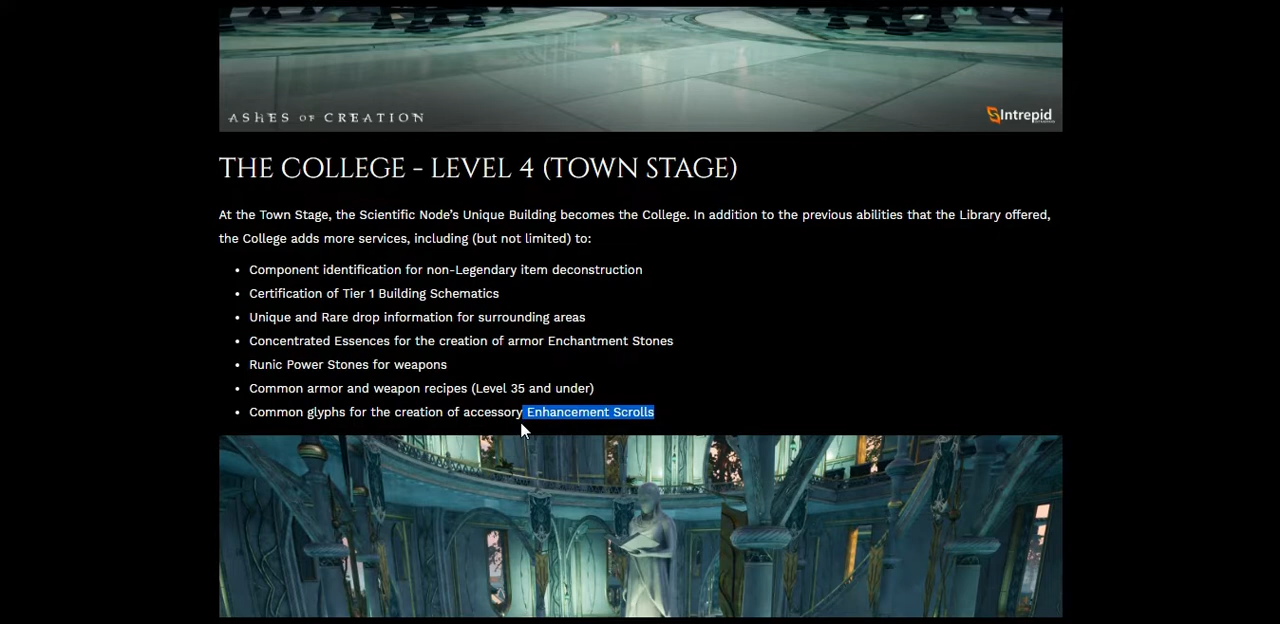 ASHES OF CREATION
Intrepid
THE COLLEGE - LEVEL 4 (TOWN STAGE)
At the Town Stage, the Scientific Node's Unique Building becomes the College. In addition to the previous abilities that the Library offered,
the College adds more services, including (but not limited) to:
• Component identification for non-Legendary item deconstruction
• Certification of Tier 1 Building Schematics
• Unique and Rare drop information for surrounding areas
• Concentrated Essences for the creation of armor Enchantment Stones
• Runic Power Stones for weapons
• Common armor and weapon recipes (Level 35 and under)
• Common glyphs for the creation of accessory Enhancement Scrolls